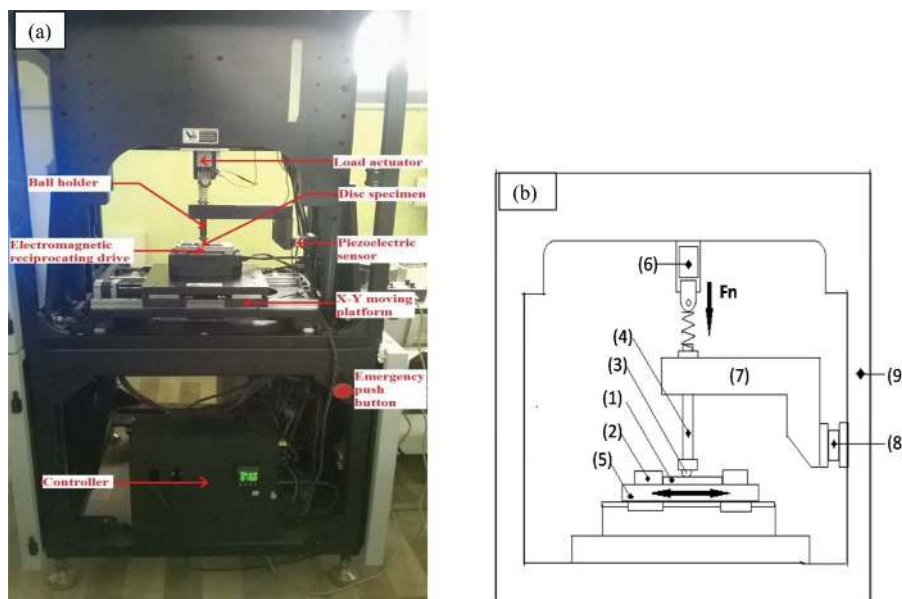 (a)
Load actuator
Ball holder
Disc specimen
Electromagnetic
reciprocating drive
Piezoelectric
sensor
X-Y moving
platform
Emergency
push
button
Controller
(b)
(6)
Fn
(4)
(3)
(7)
(9
(1)
(2)
(8
(5)